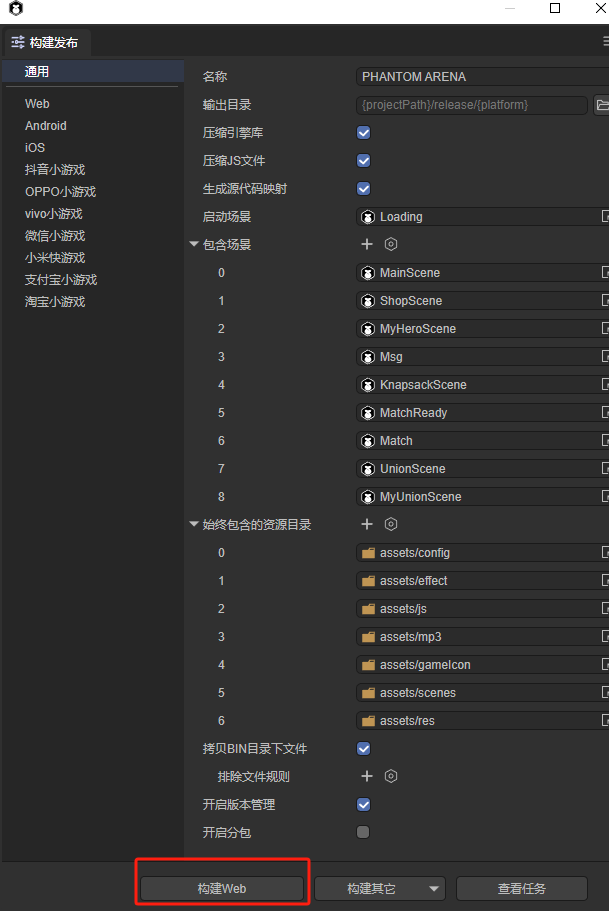 构建发布
通用
Web
Android
iOS
抖音小游戏
OPPO小游戏
vivo小游戏
微信小游戏
小米快游戏
支付宝小游戏
淘宝小游戏
名称 PHANTOM ARENA
输出目录 {projectPath}/release/{platform}
压缩引擎库
压缩JS文件
生成源代码映射
启动场景 Loading
包含场景
0 MainScene
1 ShopScene
2 MyHeroScene
3 Msg
4 KnapsackScene
5 MatchReady
6 Match
7 UnionScene
8 MyUnionScene
始终包含的资源目录
0 assets/config
1 assets/effect
2 assets/js
3 assets/mp3
4 assets/gameIcon
5 assets/scenes
6 assets/res
拷贝BIN目录下文件
排除文件规则
开启版本管理
开启分包
构建Web 构建其它 查看任务